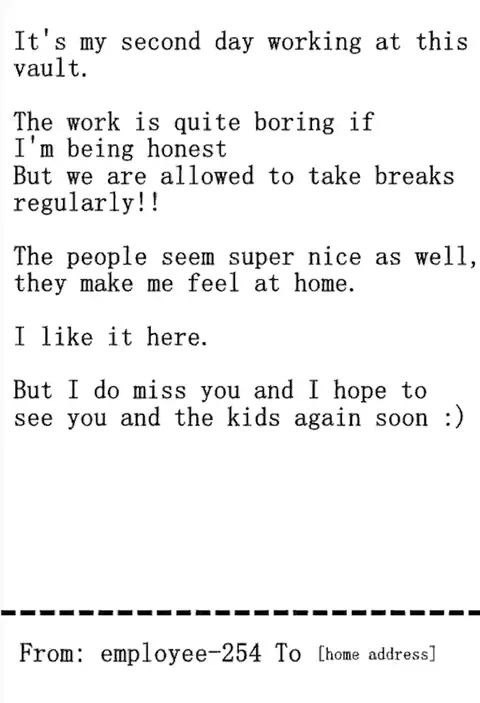 It's my second day working at this
vault.
The work is quite boring if
I'm being honest
But we are allowed to take breaks
regularly!!
The people seem super nice as well,
they make me feel at home.
I like it here.
But I do miss you and I hope to
see you and the kids again soon :)
From: employee-254 To [home address]